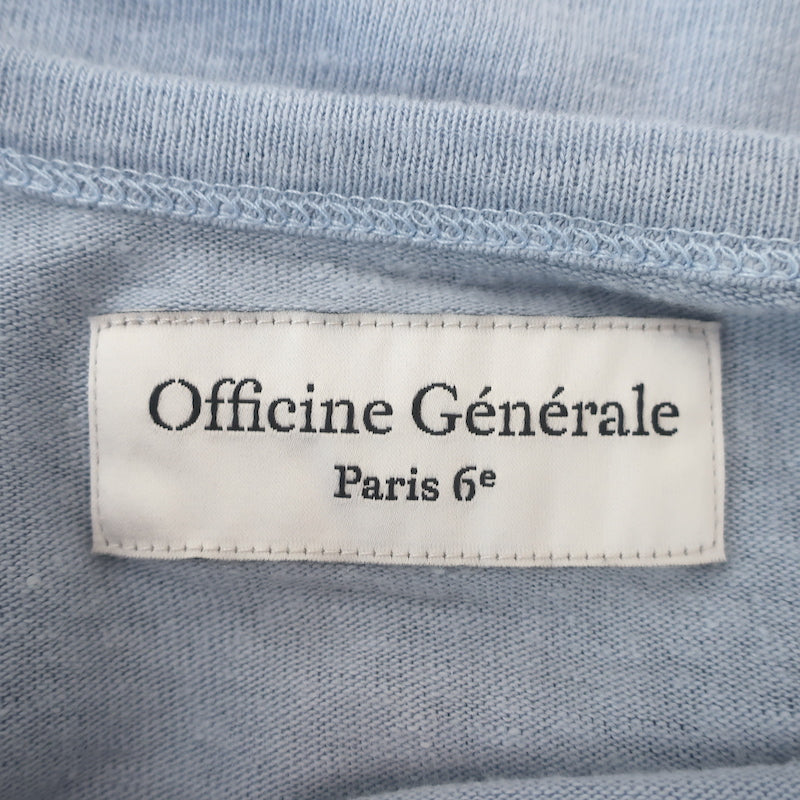 Officine Générale
Paris 6ᵉ